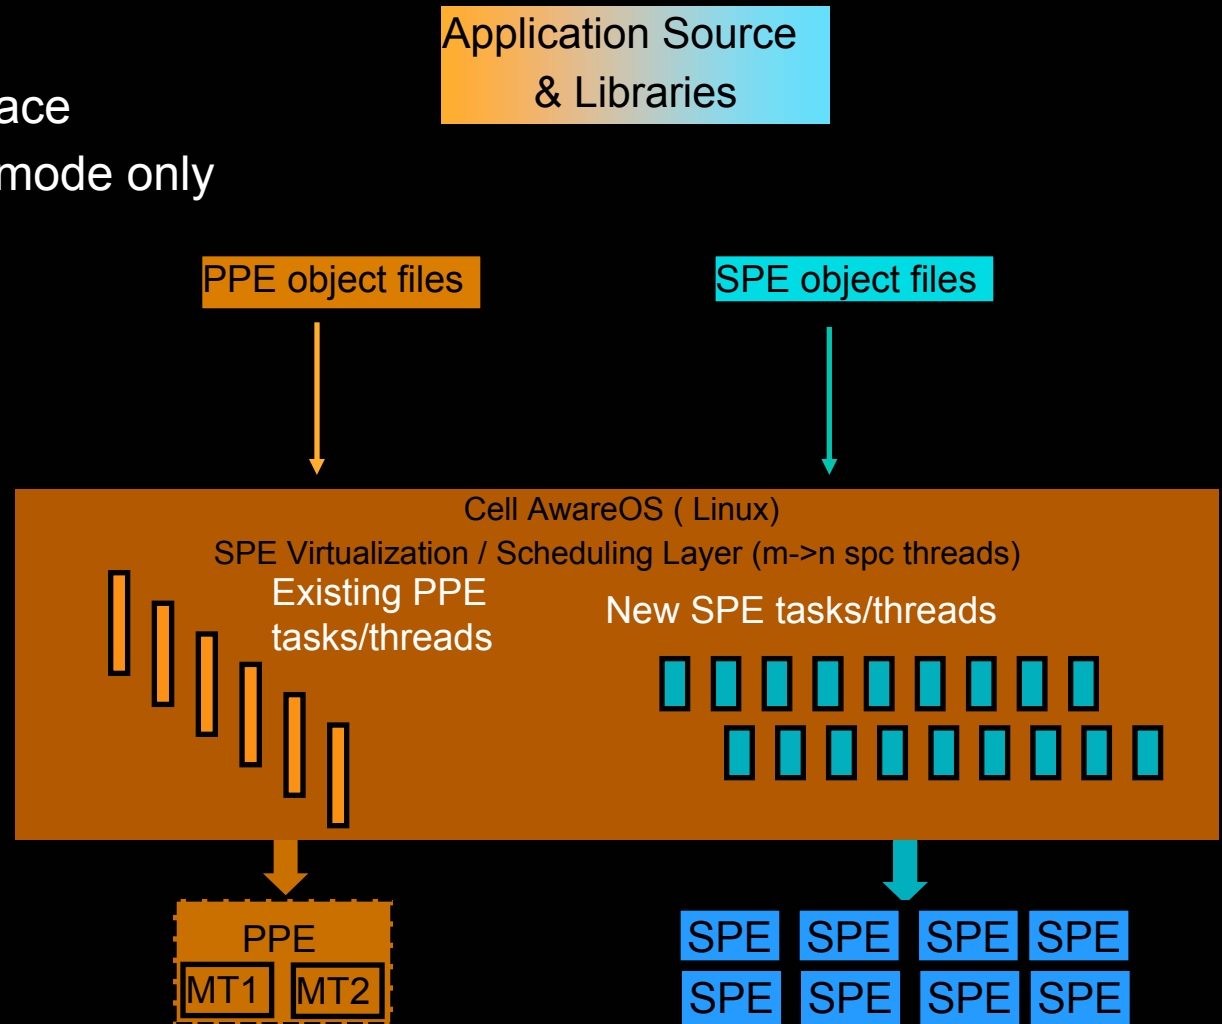 Application Source
& Libraries
ace
mode only
PPE object files
SPE object files
Cell AwareOS ( Linux)
SPE Virtualization / Scheduling Layer (m->n spc threads)
Existing PPE
tasks/threads
New SPE tasks/threads
PPE
MT1 MT2
SPE SPE SPE SPE
SPE SPE SPE SPE